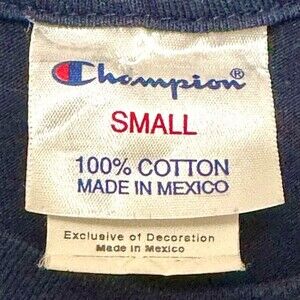 Champion®
SMALL
100% COTTON
MADE IN MEXICO
Exclusive of Decoration
Made in Mexico